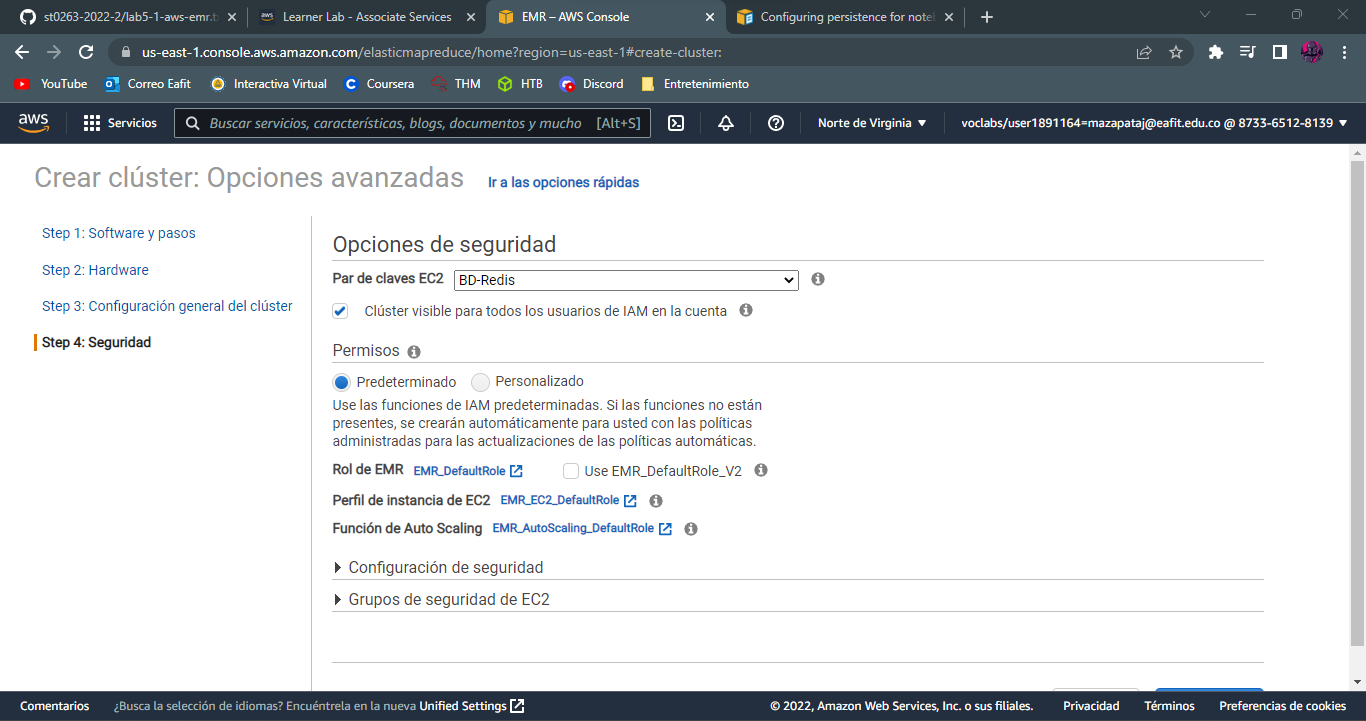 st0263-2022-2/lab5-1-aws-emr.t
Learner Lab - Associate Services
EMR – AWS Console
Configuring persistence for note
us-east-1.console.aws.amazon.com/elasticmapreduce/home?region=us-east-1#create-cluster:
YouTube
Correo Eafit
Interactiva Virtual
Coursera
THM
HTB
Discord
Entretenimiento
aws
Servicios
Buscar servicios, características, blogs, documentos y mucho [Alt+S]
Norte de Virginia
voclabs/user1891164=mazapataj@eafit.edu.co @ 8733-6512-8139
Crear clúster: Opciones avanzadas
Ir a las opciones rápidas
Step 1: Software y pasos
Step 2: Hardware
Step 3: Configuración general del clúster
Step 4: Seguridad
Opciones de seguridad
Par de claves EC2 BD-Redis
Clúster visible para todos los usuarios de IAM en la cuenta
Permisos
Predeterminado Personalizado
Use las funciones de IAM predeterminadas. Si las funciones no están
presentes, se crearán automáticamente para usted con las políticas
administradas para las actualizaciones de las políticas automáticas.
Rol de EMR EMR_DefaultRole Use EMR_DefaultRole_V2
Perfil de instancia de EC2 EMR_EC2_DefaultRole
Función de Auto Scaling EMR_AutoScaling_DefaultRole
Configuración de seguridad
Grupos de seguridad de EC2
Comentarios
¿Busca la selección de idiomas? Encuéntrela en la nueva Unified Settings
© 2022, Amazon Web Services, Inc. o sus filiales.
Privacidad
Términos
Preferencias de cookies